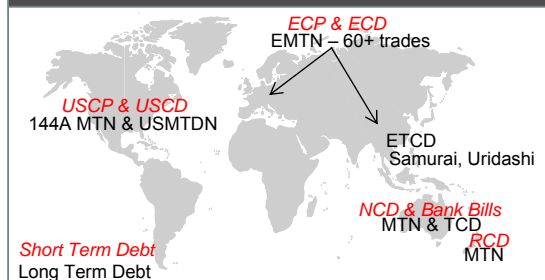 ECP & ECD
EMTN – 60+ trades
USCP & USCD
144A MTN & USMTDN
ETCD
Samurai, Uridashi
NCD & Bank Bills
MTN & TCD
RCD
MTN
Short Term Debt
Long Term Debt